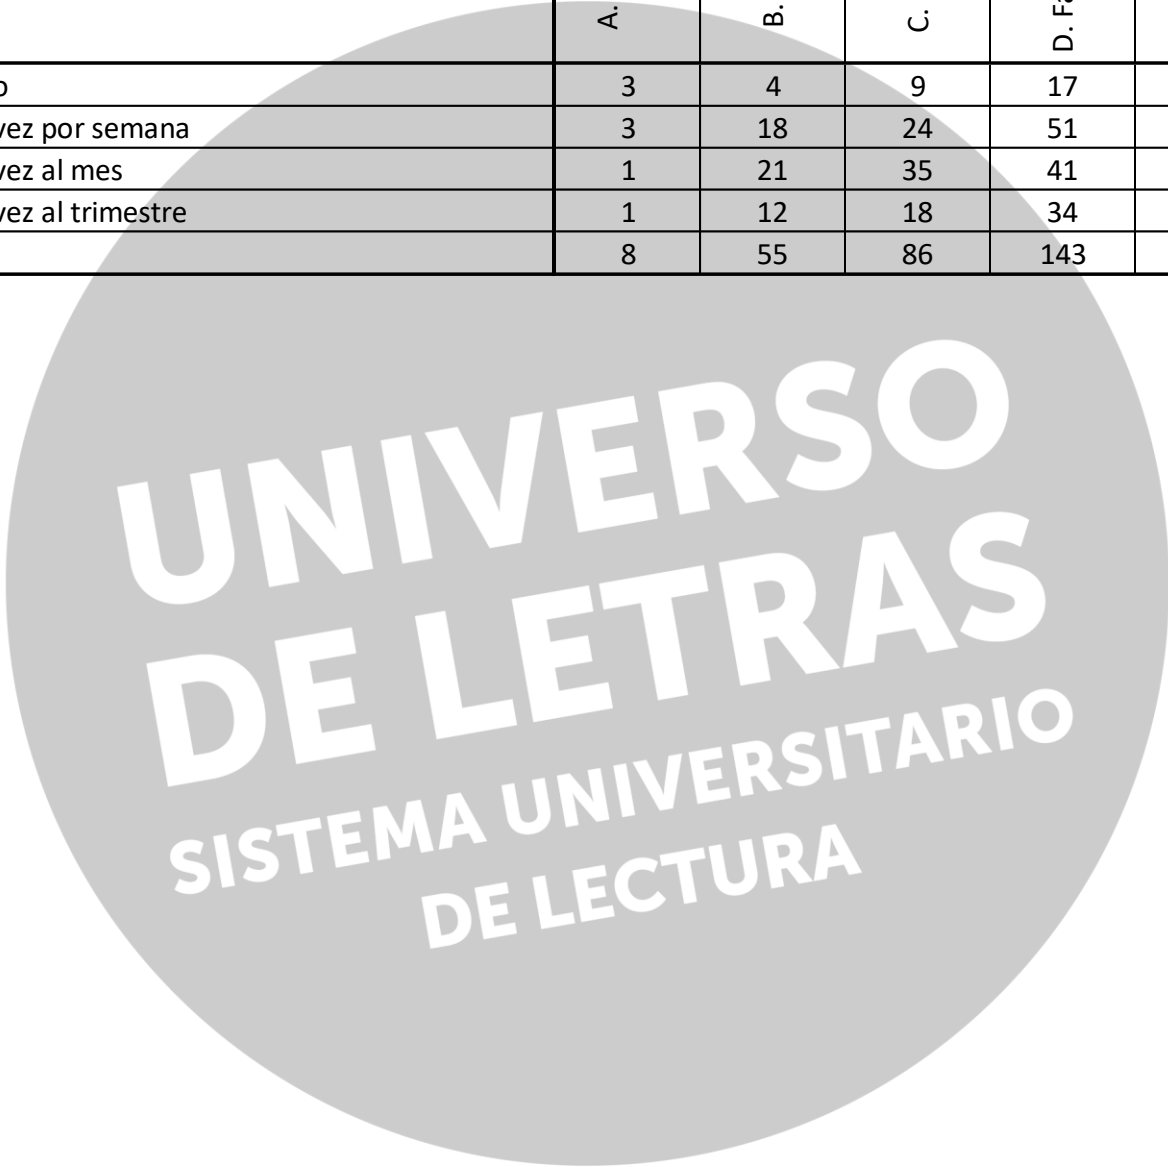 A. B. C. D.
3 4 9 17
vez por semana 3 18 24 51
vez al mes 1 21 35 41
vez al trimestre 1 12 18 34
8 55 86 143
UNIVERSO
DE LETRAS
SISTEMA UNIVERSITARIO
DE LECTURA